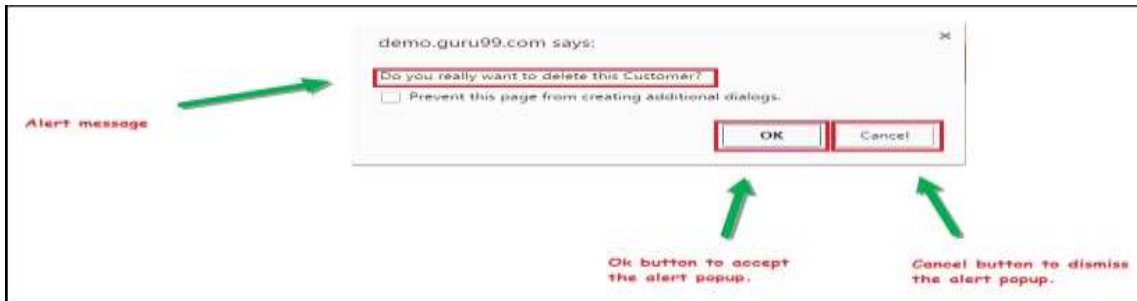 demo.guru99.com says:
Do you really want to delete this Customer?
Prevent this page from creating additional dialogs.
Alert message
OK
Cancel
Ok button to accept
the alert popup.
Cancel button to dismiss
the alert popup.